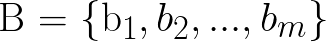 B = {b₁, b₂, ..., bₘ}